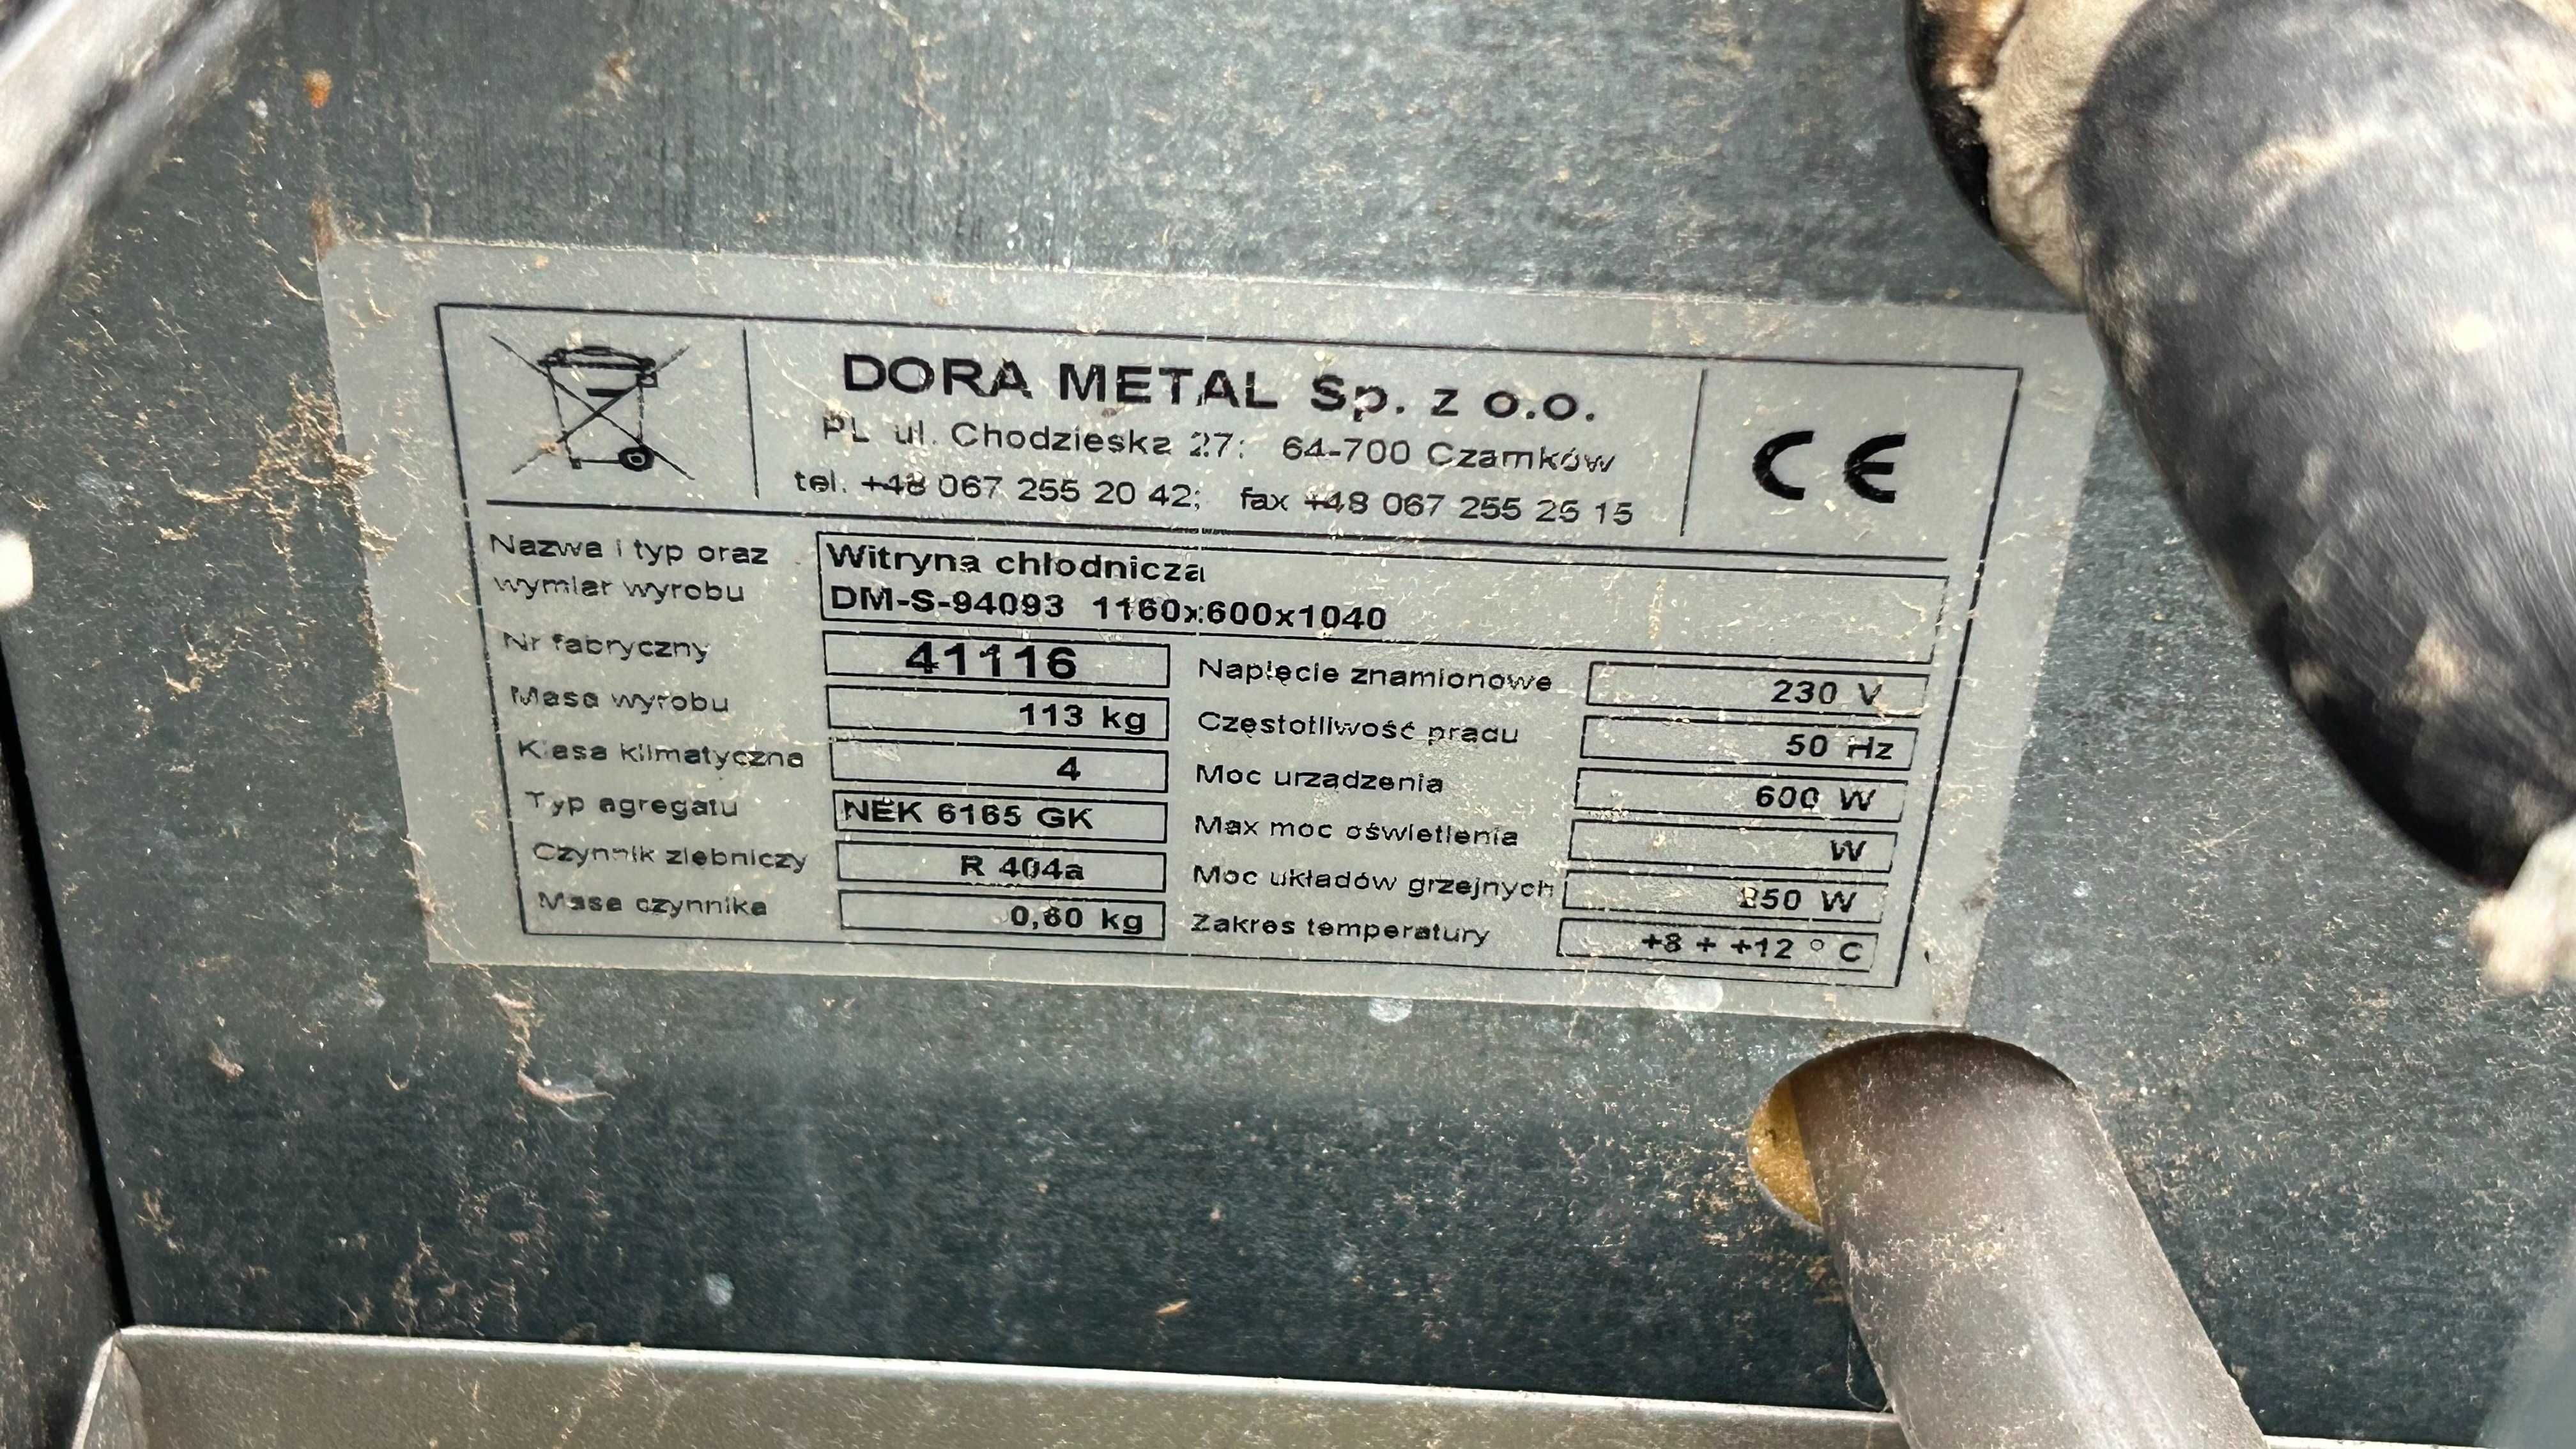 DORA METAL Sp. z o.o.
PL ul. Chodzieska 27; 64-700 Czarnków
tel. +48 067 255 20 42; fax +48 067 255 25 15
CE
Nazwa i typ oraz wymiar wyrobu
Witryna chłodnicza
DM-S-94093 1160x600x1040
Nr fabryczny 41116
Masa wyrobu 113 kg
Klasa klimatyczna 4
Typ agregatu NEK 6165 GK
Czynnik ziębniczy R 404a
Masa czynnika 0,60 kg
Napięcie znamionowe 230 V
Częstotliwość prądu 50 Hz
Moc urządzenia 600 W
Max moc oświetlenia W
Moc układów grzejnych W
Zakres temperatury +8 ÷ +12 ° C